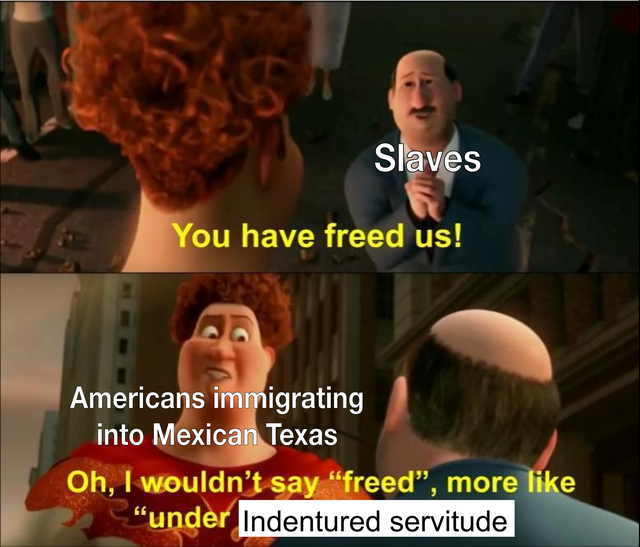 Slaves
You have freed us!
Americans immigrating
into Mexican Texas
Oh, I wouldn't say “freed”, more like
“under Indentured servitude